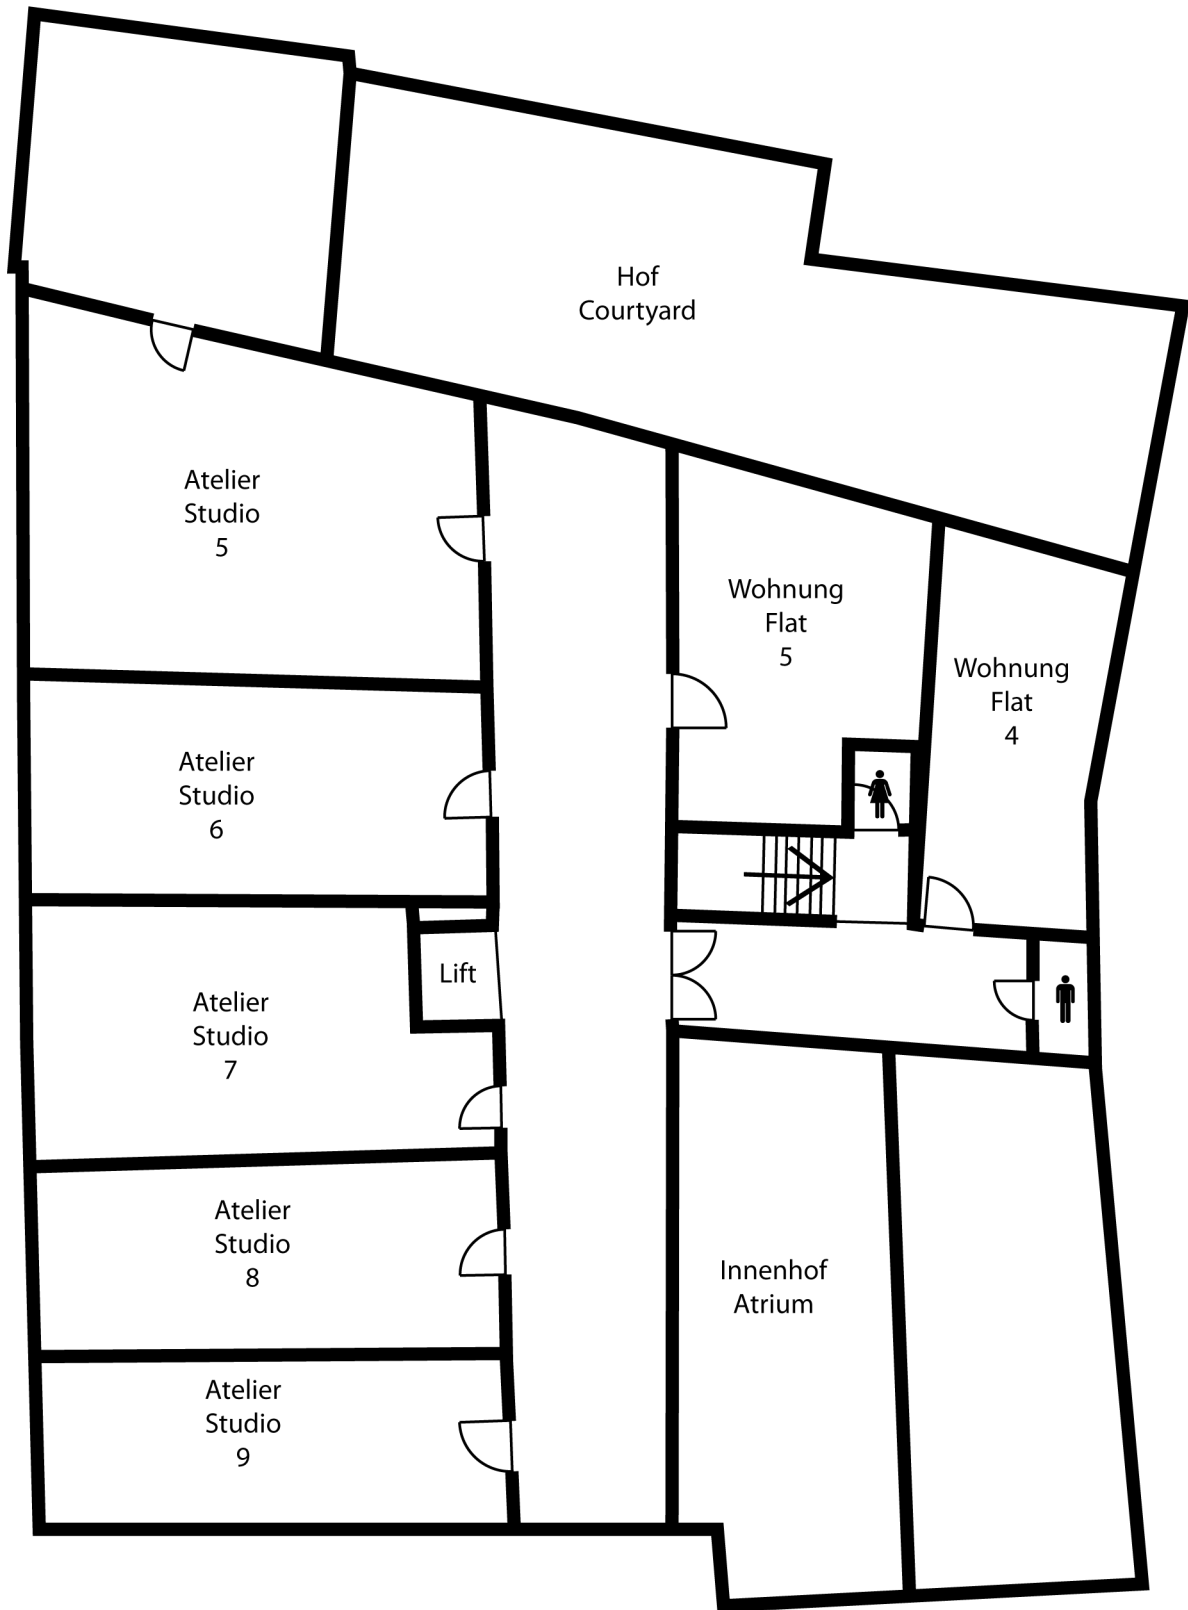 Hof
Courtyard
Atelier
Studio
5
Wohnung
Flat
5
Wohnung
Flat
4
Atelier
Studio
6
Lift
Atelier
Studio
7
Atelier
Studio
8
Innenhof
Atrium
Atelier
Studio
9